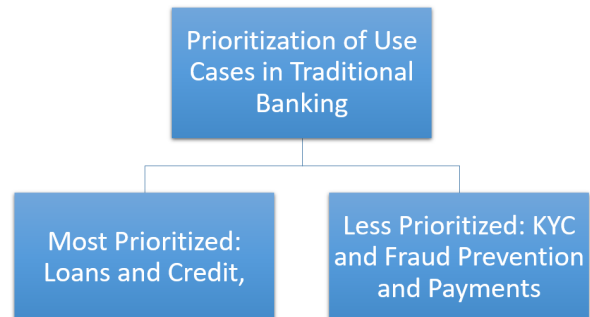 Prioritization of Use
Cases in Traditional
Banking
Most Prioritized:
Loans and Credit,
Less Prioritized: KYC
and Fraud Prevention
and Payments